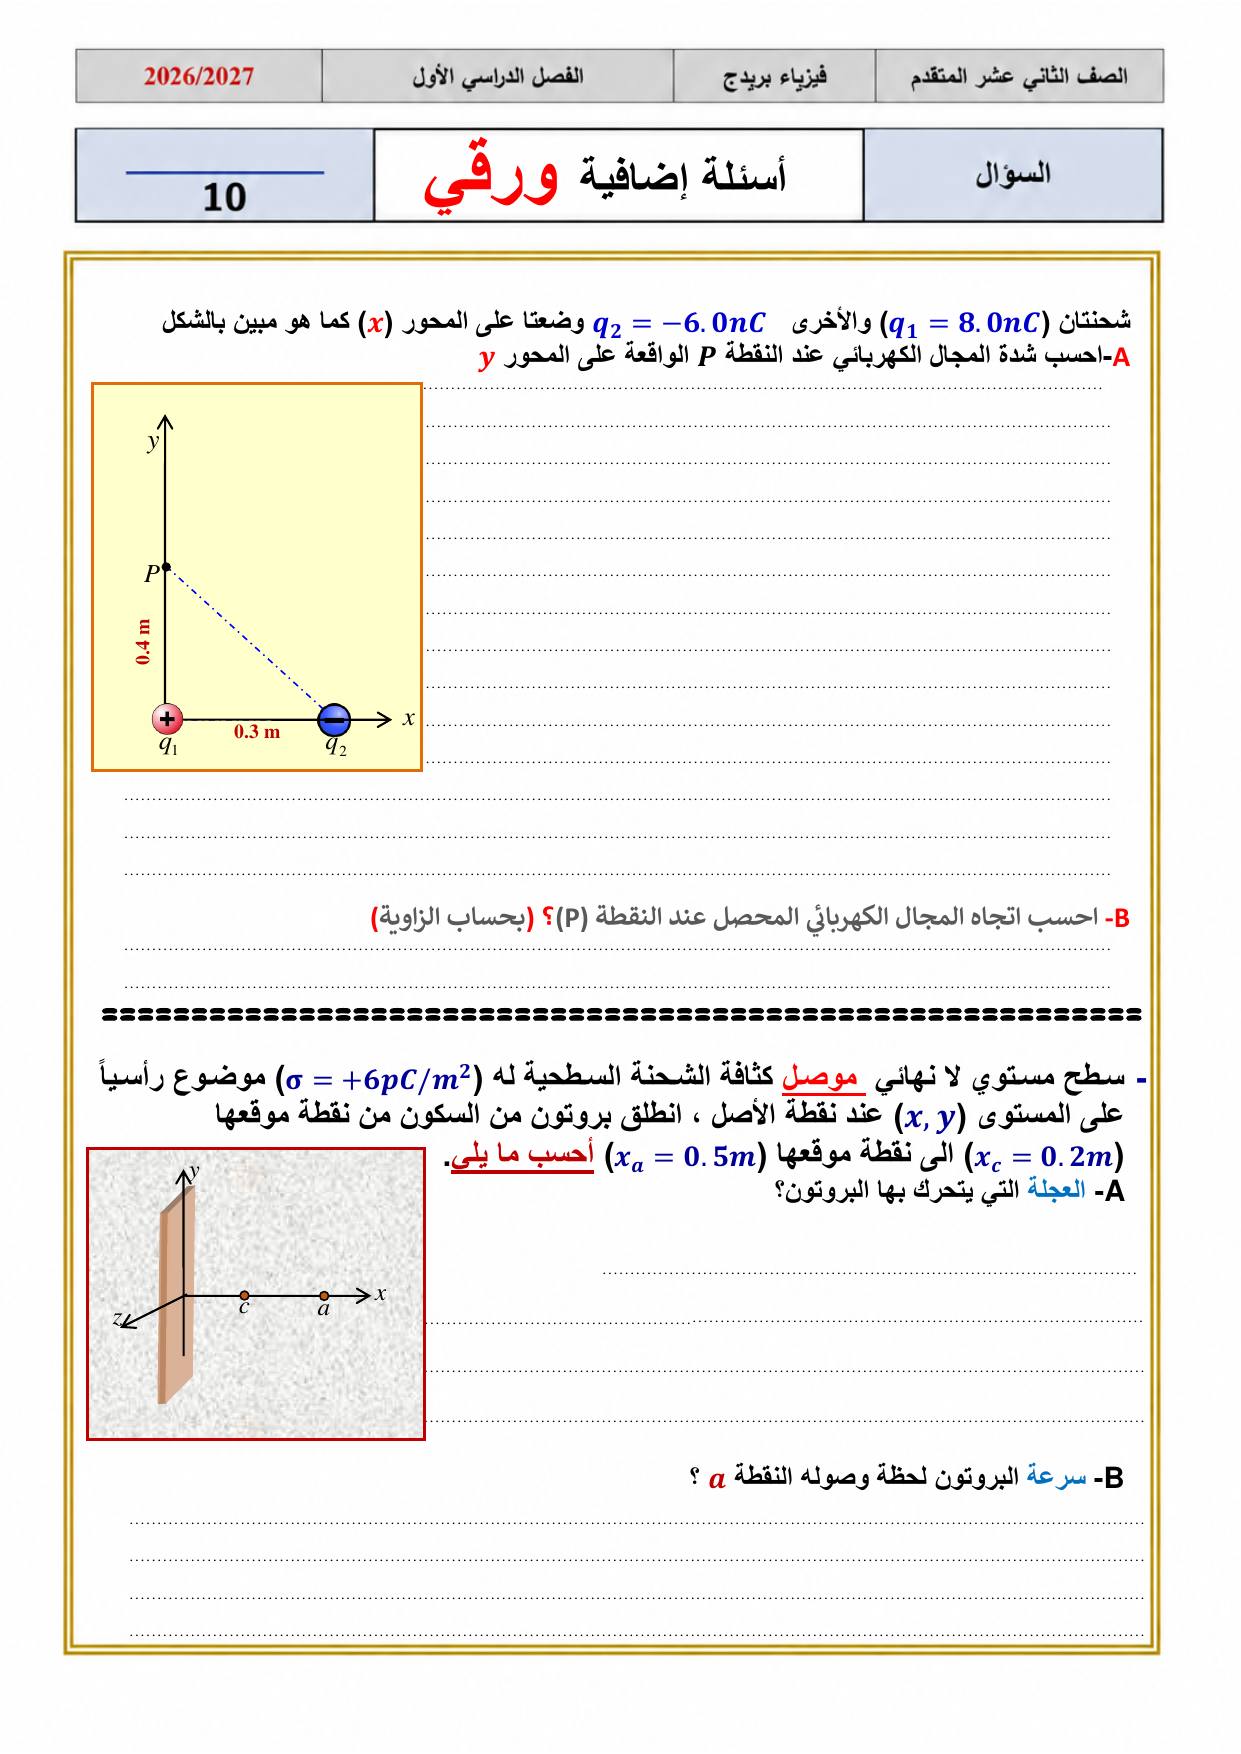 الصف الثاني عشر المتقدم فيزياء بريدج الفصل الدراسي الأول 2026/2027
السؤال أسئلة إضافية ورقي 10
شحنتان (q₁ = 8.0nC) والأخرى q₂ = −6.0nC وضعتا على المحور (x) كما هو مبين بالشكل
A-احسب شدة المجال الكهربائي عند النقطة P الواقعة على المحور y
y
P
0.4 m
x
0.3 m
q₁ q₂
B- احسب اتجاه المجال الكهربائي المحصل عند النقطة (P)؟ (بحساب الزاوية)
- سطح مستوي لا نهائي موصل كثافة الشحنة السطحية له (σ = +6pC/m²) موضوع رأسياً
على المستوى (x, y) عند نقطة الأصل ، انطلق بروتون من السكون من نقطة موقعها
(x_c = 0.2m) الى نقطة موقعها (x_a = 0.5m) أحسب ما يلي.
A- العجلة التي يتحرك بها البروتون؟
y
x
c a
z
B- سرعة البروتون لحظة وصوله النقطة a ؟